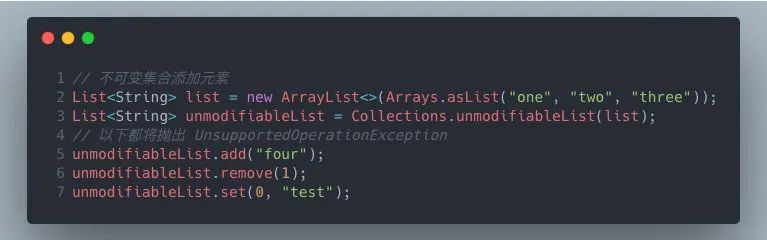 1 // 不可变集合添加元素
2 List<String> list = new ArrayList<>(Arrays.asList("one", "two", "three"));
3 List<String> unmodifiableList = Collections.unmodifiableList(list);
4 // 以下都将抛出 UnsupportedOperationException
5 unmodifiableList.add("four");
6 unmodifiableList.remove(1);
7 unmodifiableList.set(0, "test");